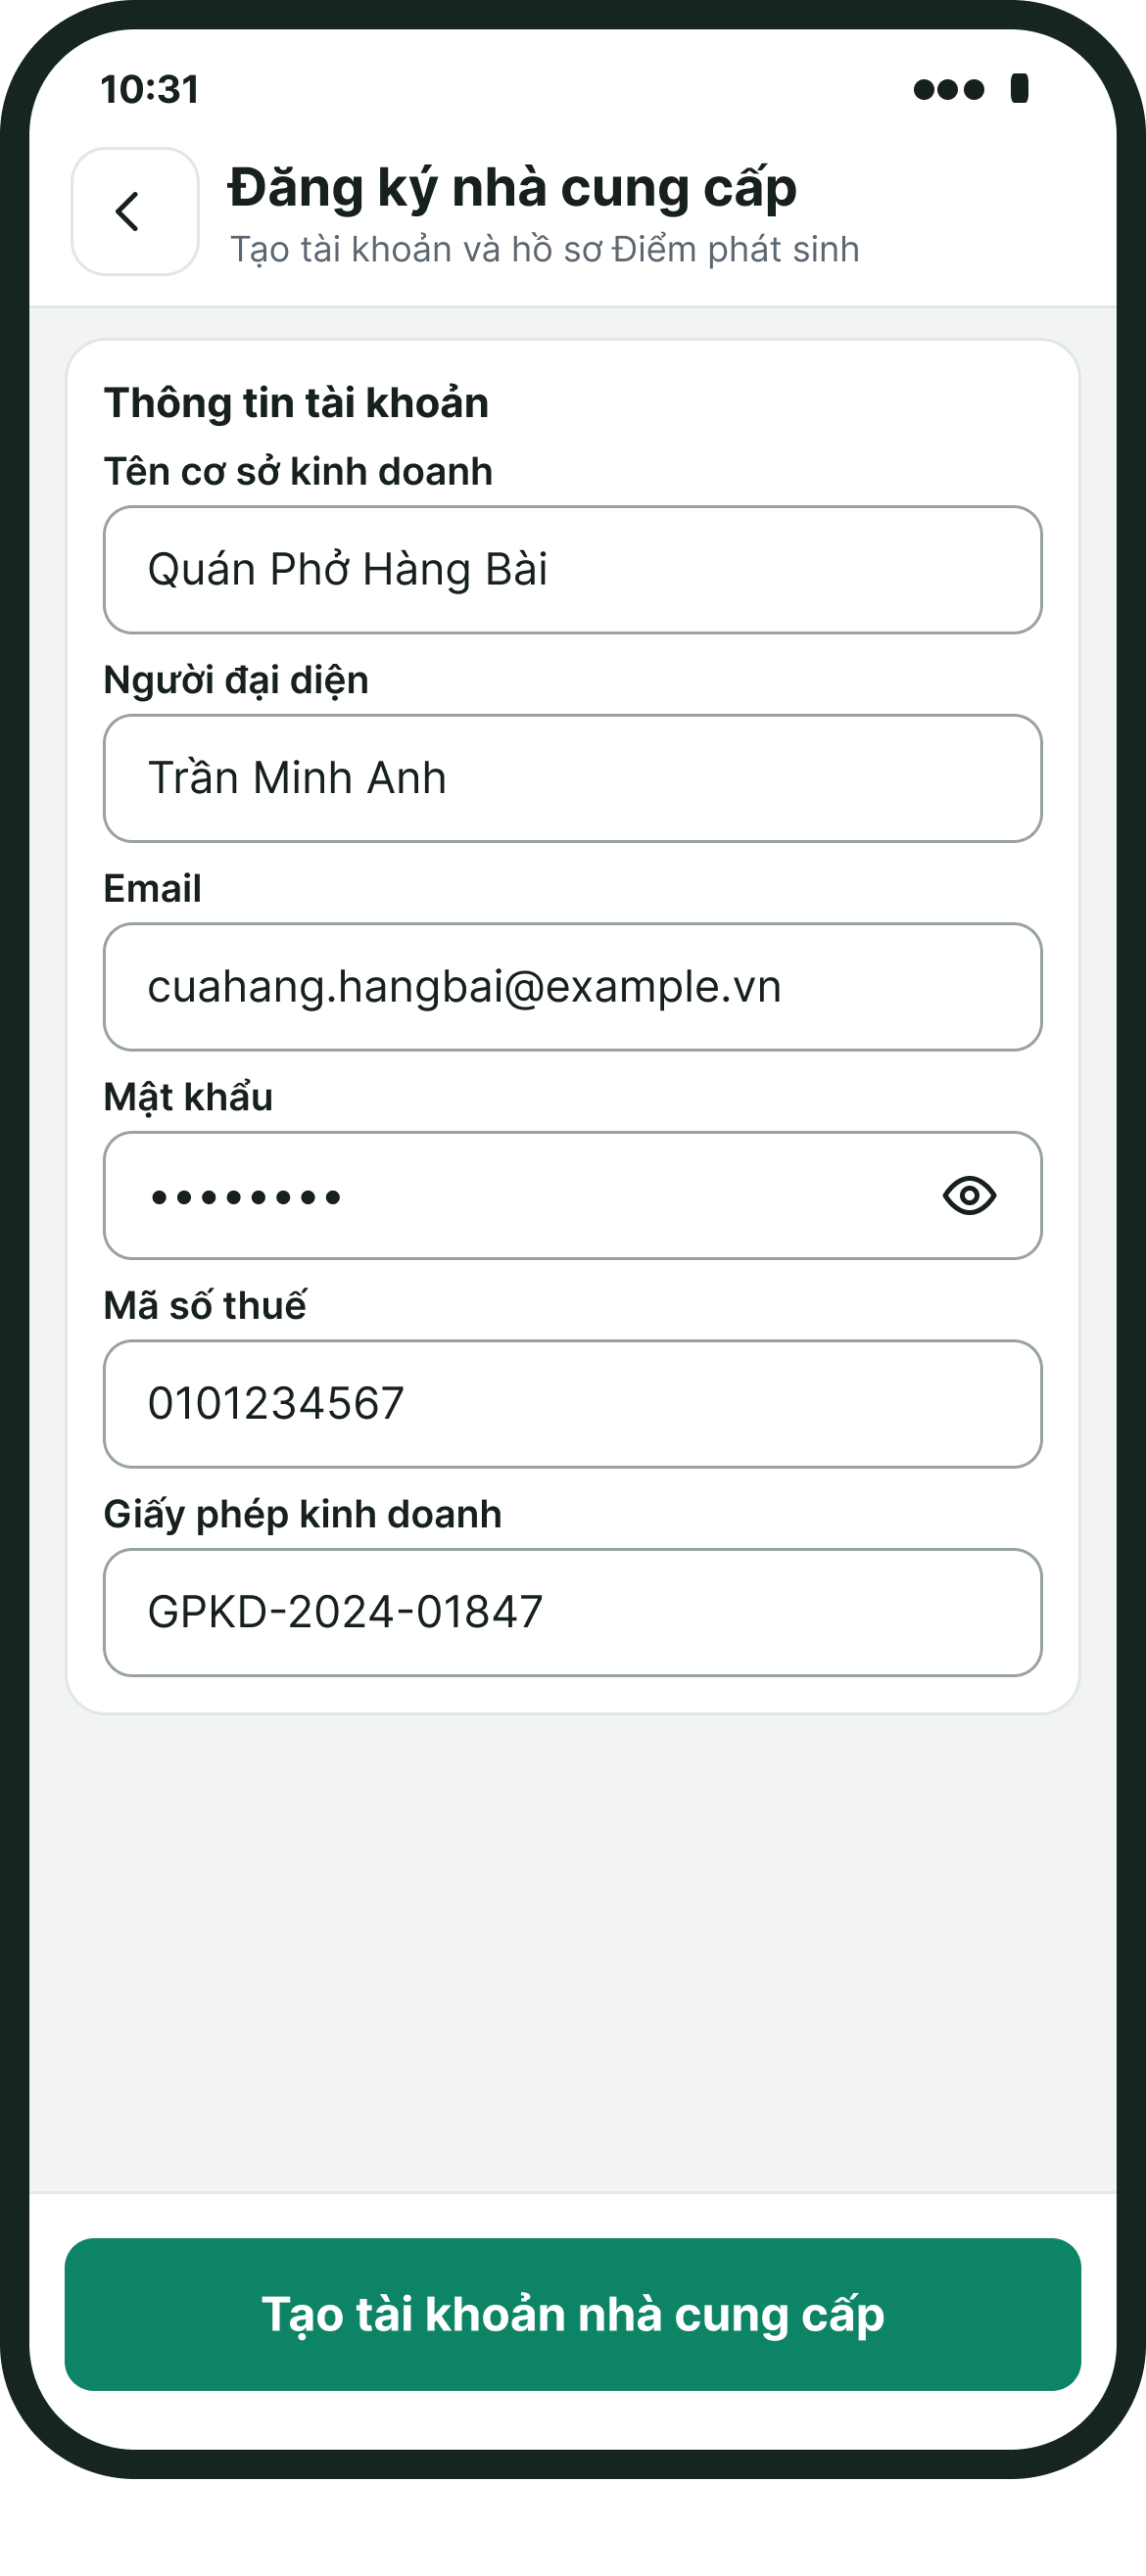 10:31
Đăng ký nhà cung cấp
Tạo tài khoản và hồ sơ Điểm phát sinh
Thông tin tài khoản
Tên cơ sở kinh doanh
Quán Phở Hàng Bài
Người đại diện
Trần Minh Anh
Email
cuahang.hangbai@example.vn
Mật khẩu
••••••••
Mã số thuế
0101234567
Giấy phép kinh doanh
GPKD-2024-01847
Tạo tài khoản nhà cung cấp